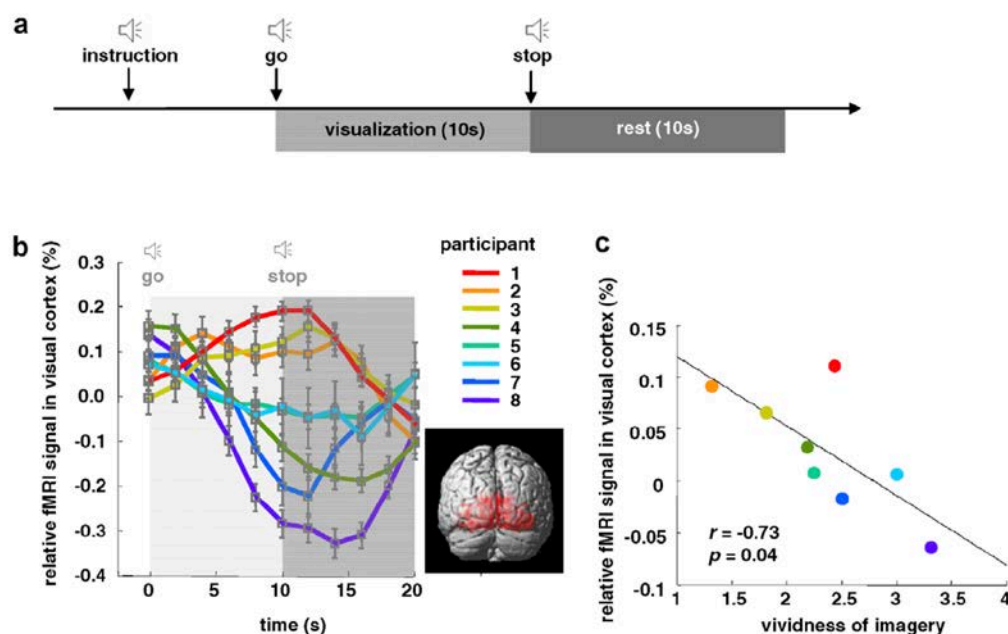 a
instruction
go
stop
visualization (10s)
rest (10s)
b
relative fMRI signal in visual cortex (%)
0.3
0.2
0.1
0.0
-0.1
-0.2
-0.3
-0.4
go
stop
0
5
10
15
20
time (s)
participant
1
2
3
4
5
6
7
8
c
relative fMRI signal in visual cortex (%)
0.15
0.1
0.05
0
-0.05
-0.1
r = -0.73
p = 0.04
1
1.5
2
2.5
3
3.5
4
vividness of imagery